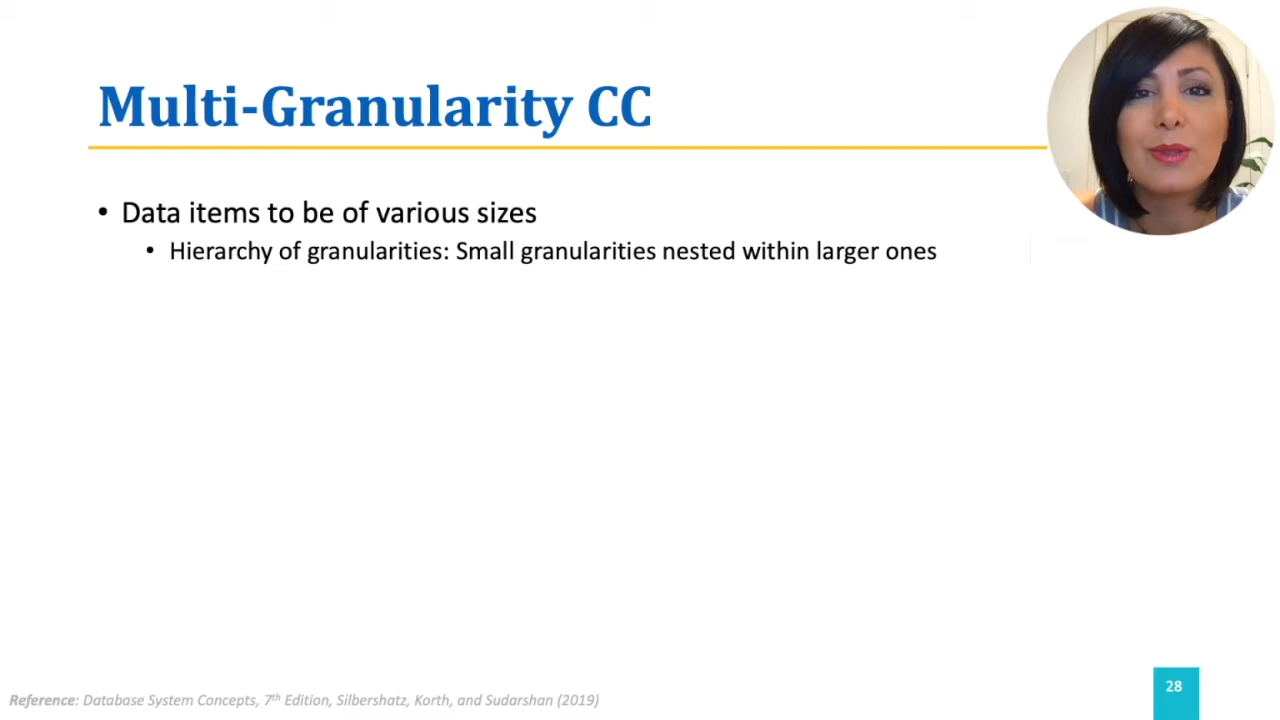 Multi-Granularity CC
• Data items to be of various sizes
• Hierarchy of granularities: Small granularities nested within larger ones
Reference: Database System Concepts, 7th Edition, Silbershatz, Korth, and Sudarshan (2019)
28